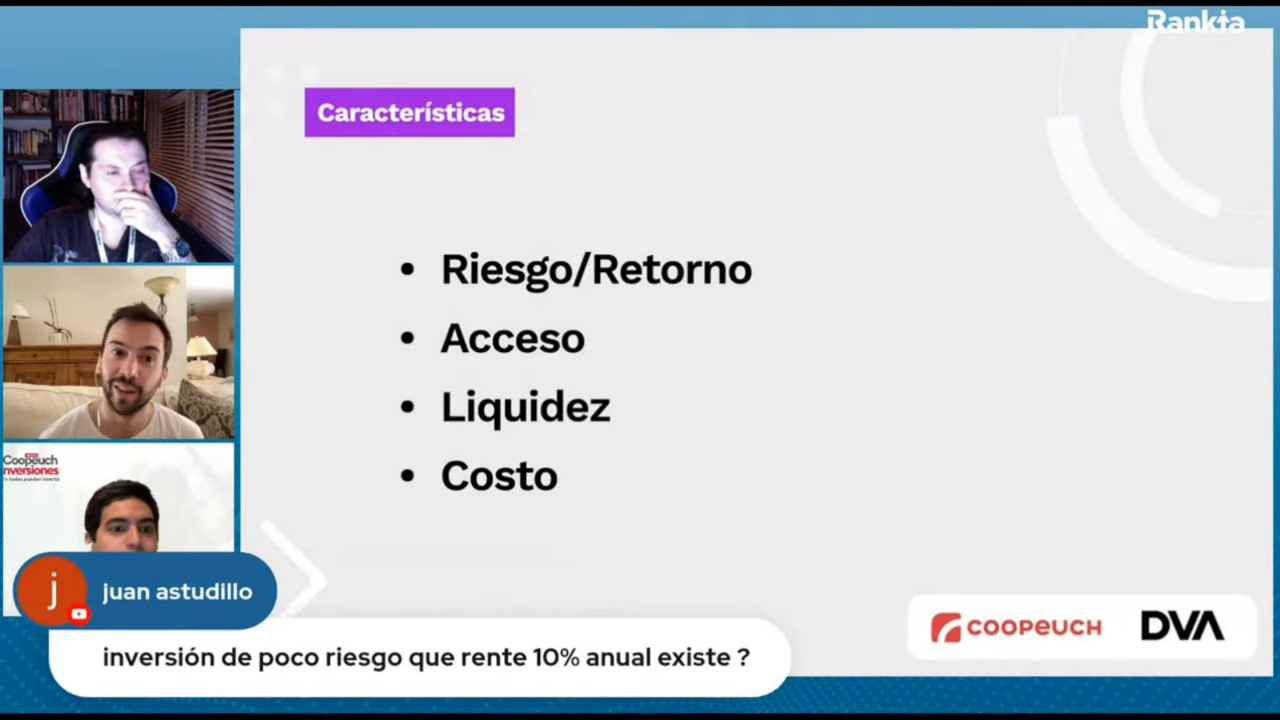 Rankia
Características
• Riesgo/Retorno
• Acceso
• Liquidez
• Costo
Coopeuch
nversiones
j
juan astudillo
COOPEUCH DVA
inversión de poco riesgo que rente 10% anual existe ?